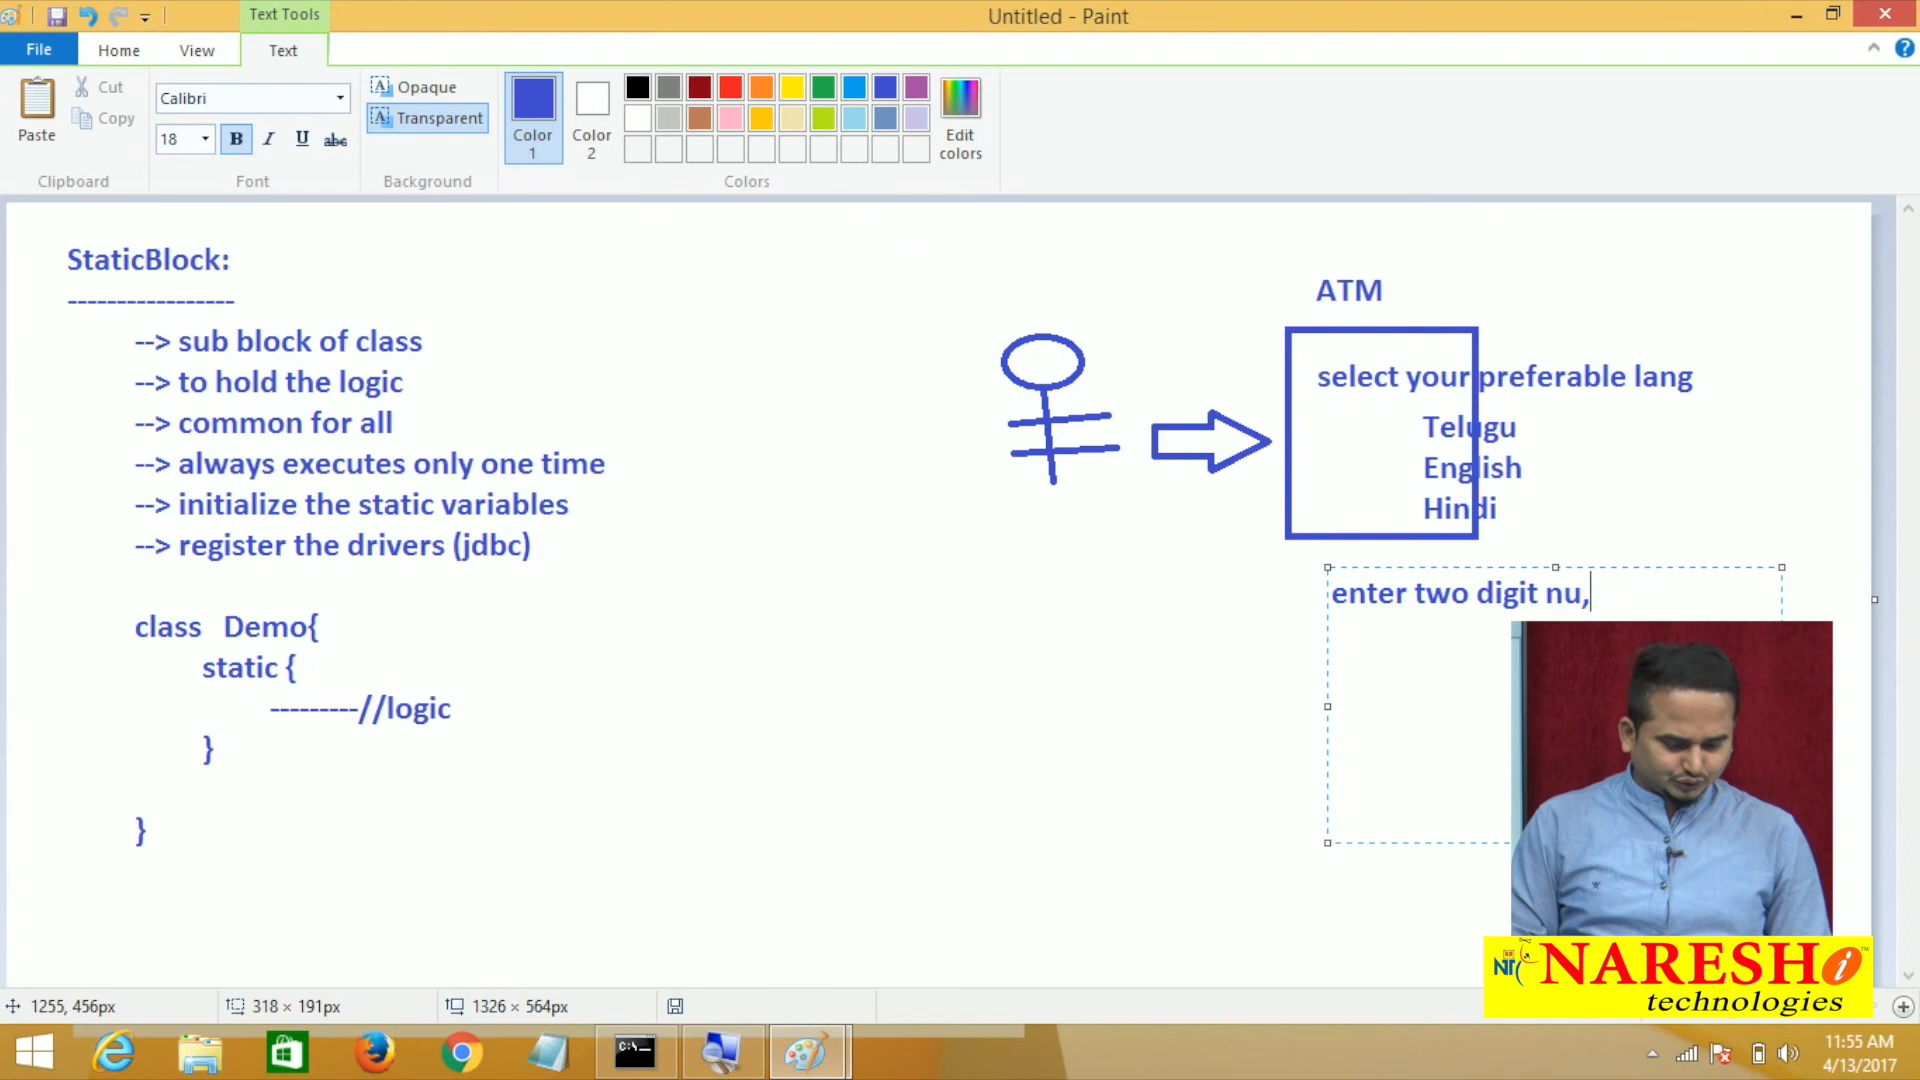 Text Tools
Untitled - Paint
File
Home
View
Text
Paste
Cut
Copy
Clipboard
Calibri
18
B
I
U
abc
Font
Opaque
Transparent
Background
Color 1
Color 2
Edit colors
Colors
StaticBlock:
-----------------
--> sub block of class
--> to hold the logic
--> common for all
--> always executes only one time
--> initialize the static variables
--> register the drivers (jdbc)
class Demo{
static {
---------//logic
}
}
ATM
select your preferable lang
Telugu
English
Hindi
enter two digit nu,
NARESH i
technologies
1255, 456px
318 × 191px
1326 × 564px
C:\
11:55 AM
4/13/2017